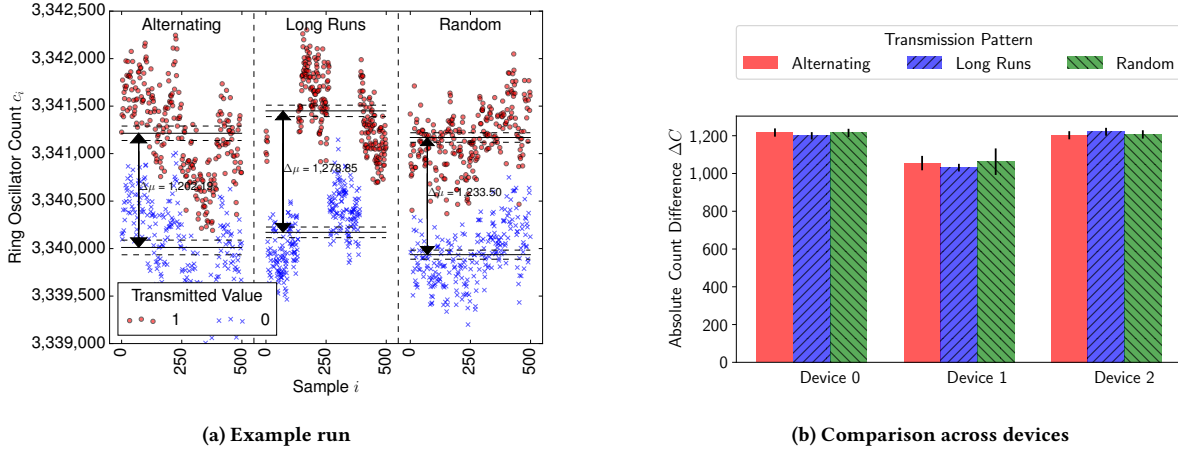 Alternating
Long Runs
Random
3,342,500
3,342,000
3,341,500
3,341,000
3,340,500
3,340,000
3,339,500
3,339,000
Ring Oscillator Count c_i
Δμ = 1,202.19
Δμ = 1,278.85
Δμ = 1,233.50
Transmitted Value
1 0
0 250 500 0 250 500 0 250 500
Sample i
(a) Example run
Transmission Pattern
Alternating Long Runs Random
1,200
1,000
800
600
400
200
0
Absolute Count Difference ΔC
Device 0 Device 1 Device 2
(b) Comparison across devices